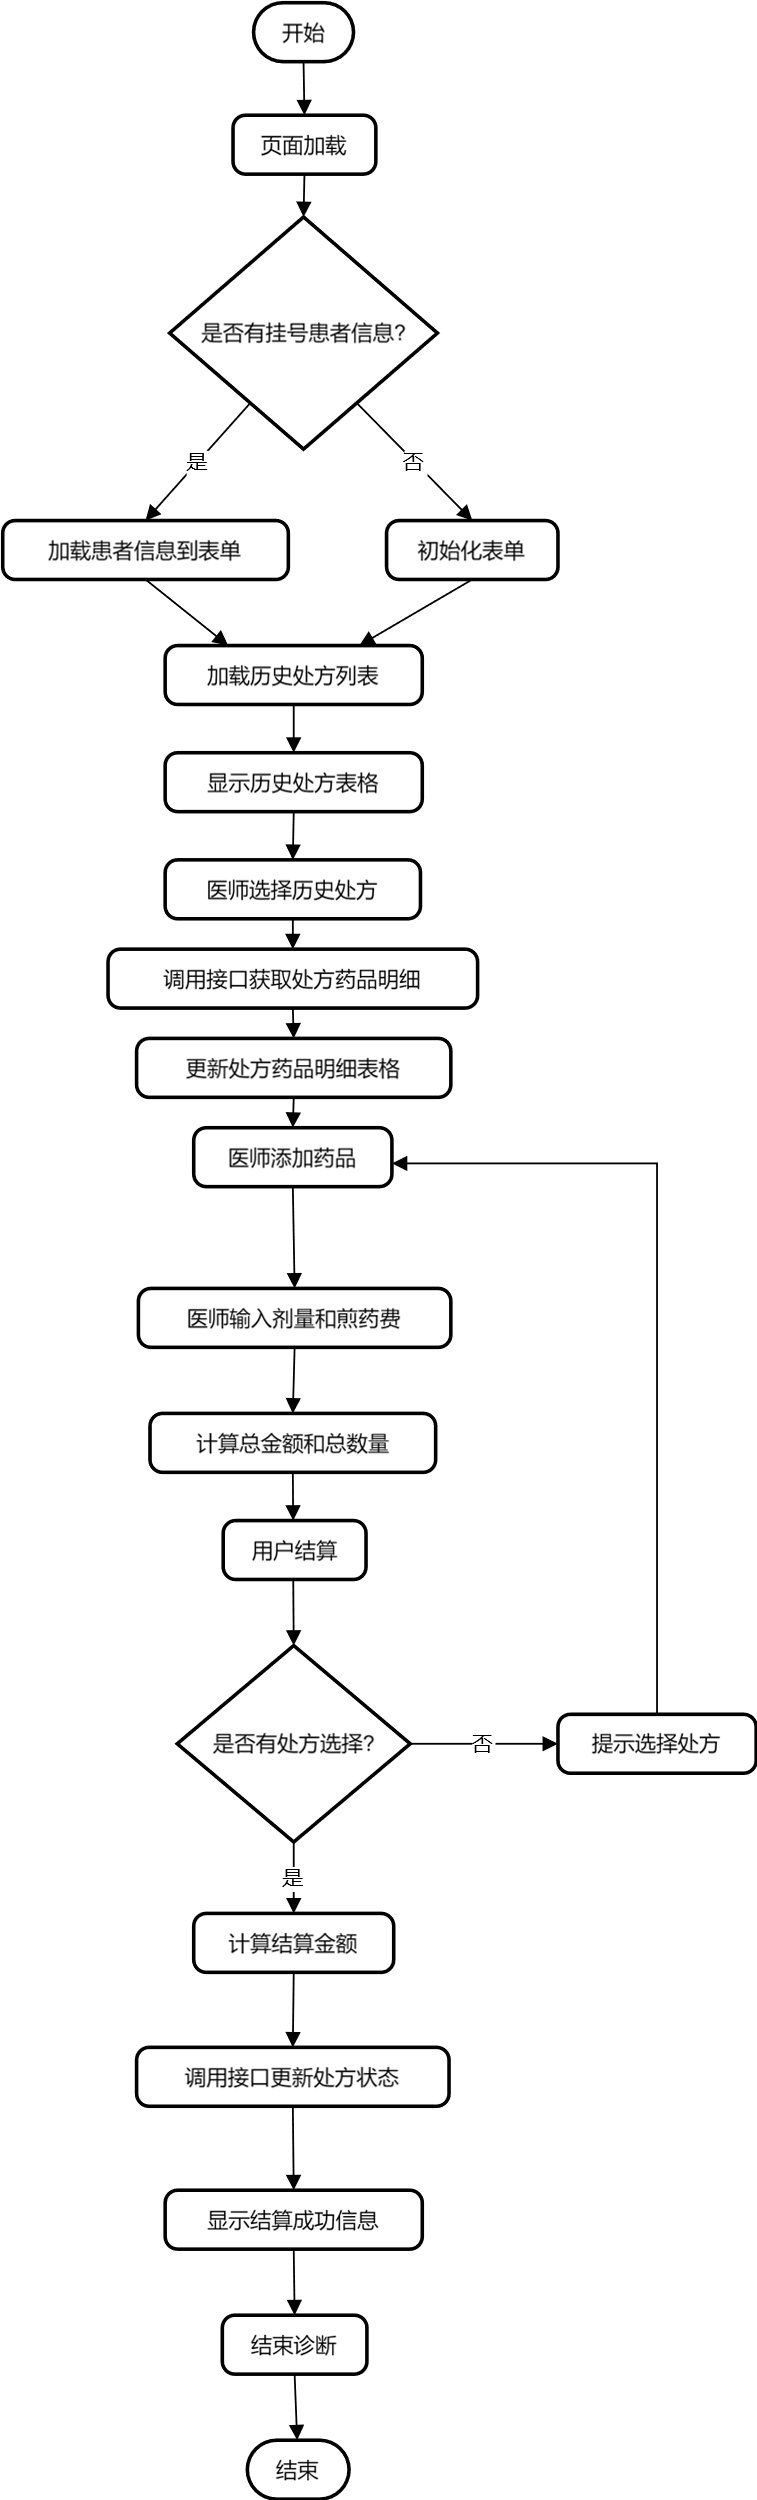 开始
页面加载
是否有挂号患者信息?
是
否
加载患者信息到表单
初始化表单
加载历史处方列表
显示历史处方表格
医师选择历史处方
调用接口获取处方药品明细
更新处方药品明细表格
医师添加药品
医师输入剂量和煎药费
计算总金额和总数量
用户结算
是否有处方选择?
否
提示选择处方
是
计算结算金额
调用接口更新处方状态
显示结算成功信息
结束诊断
结束